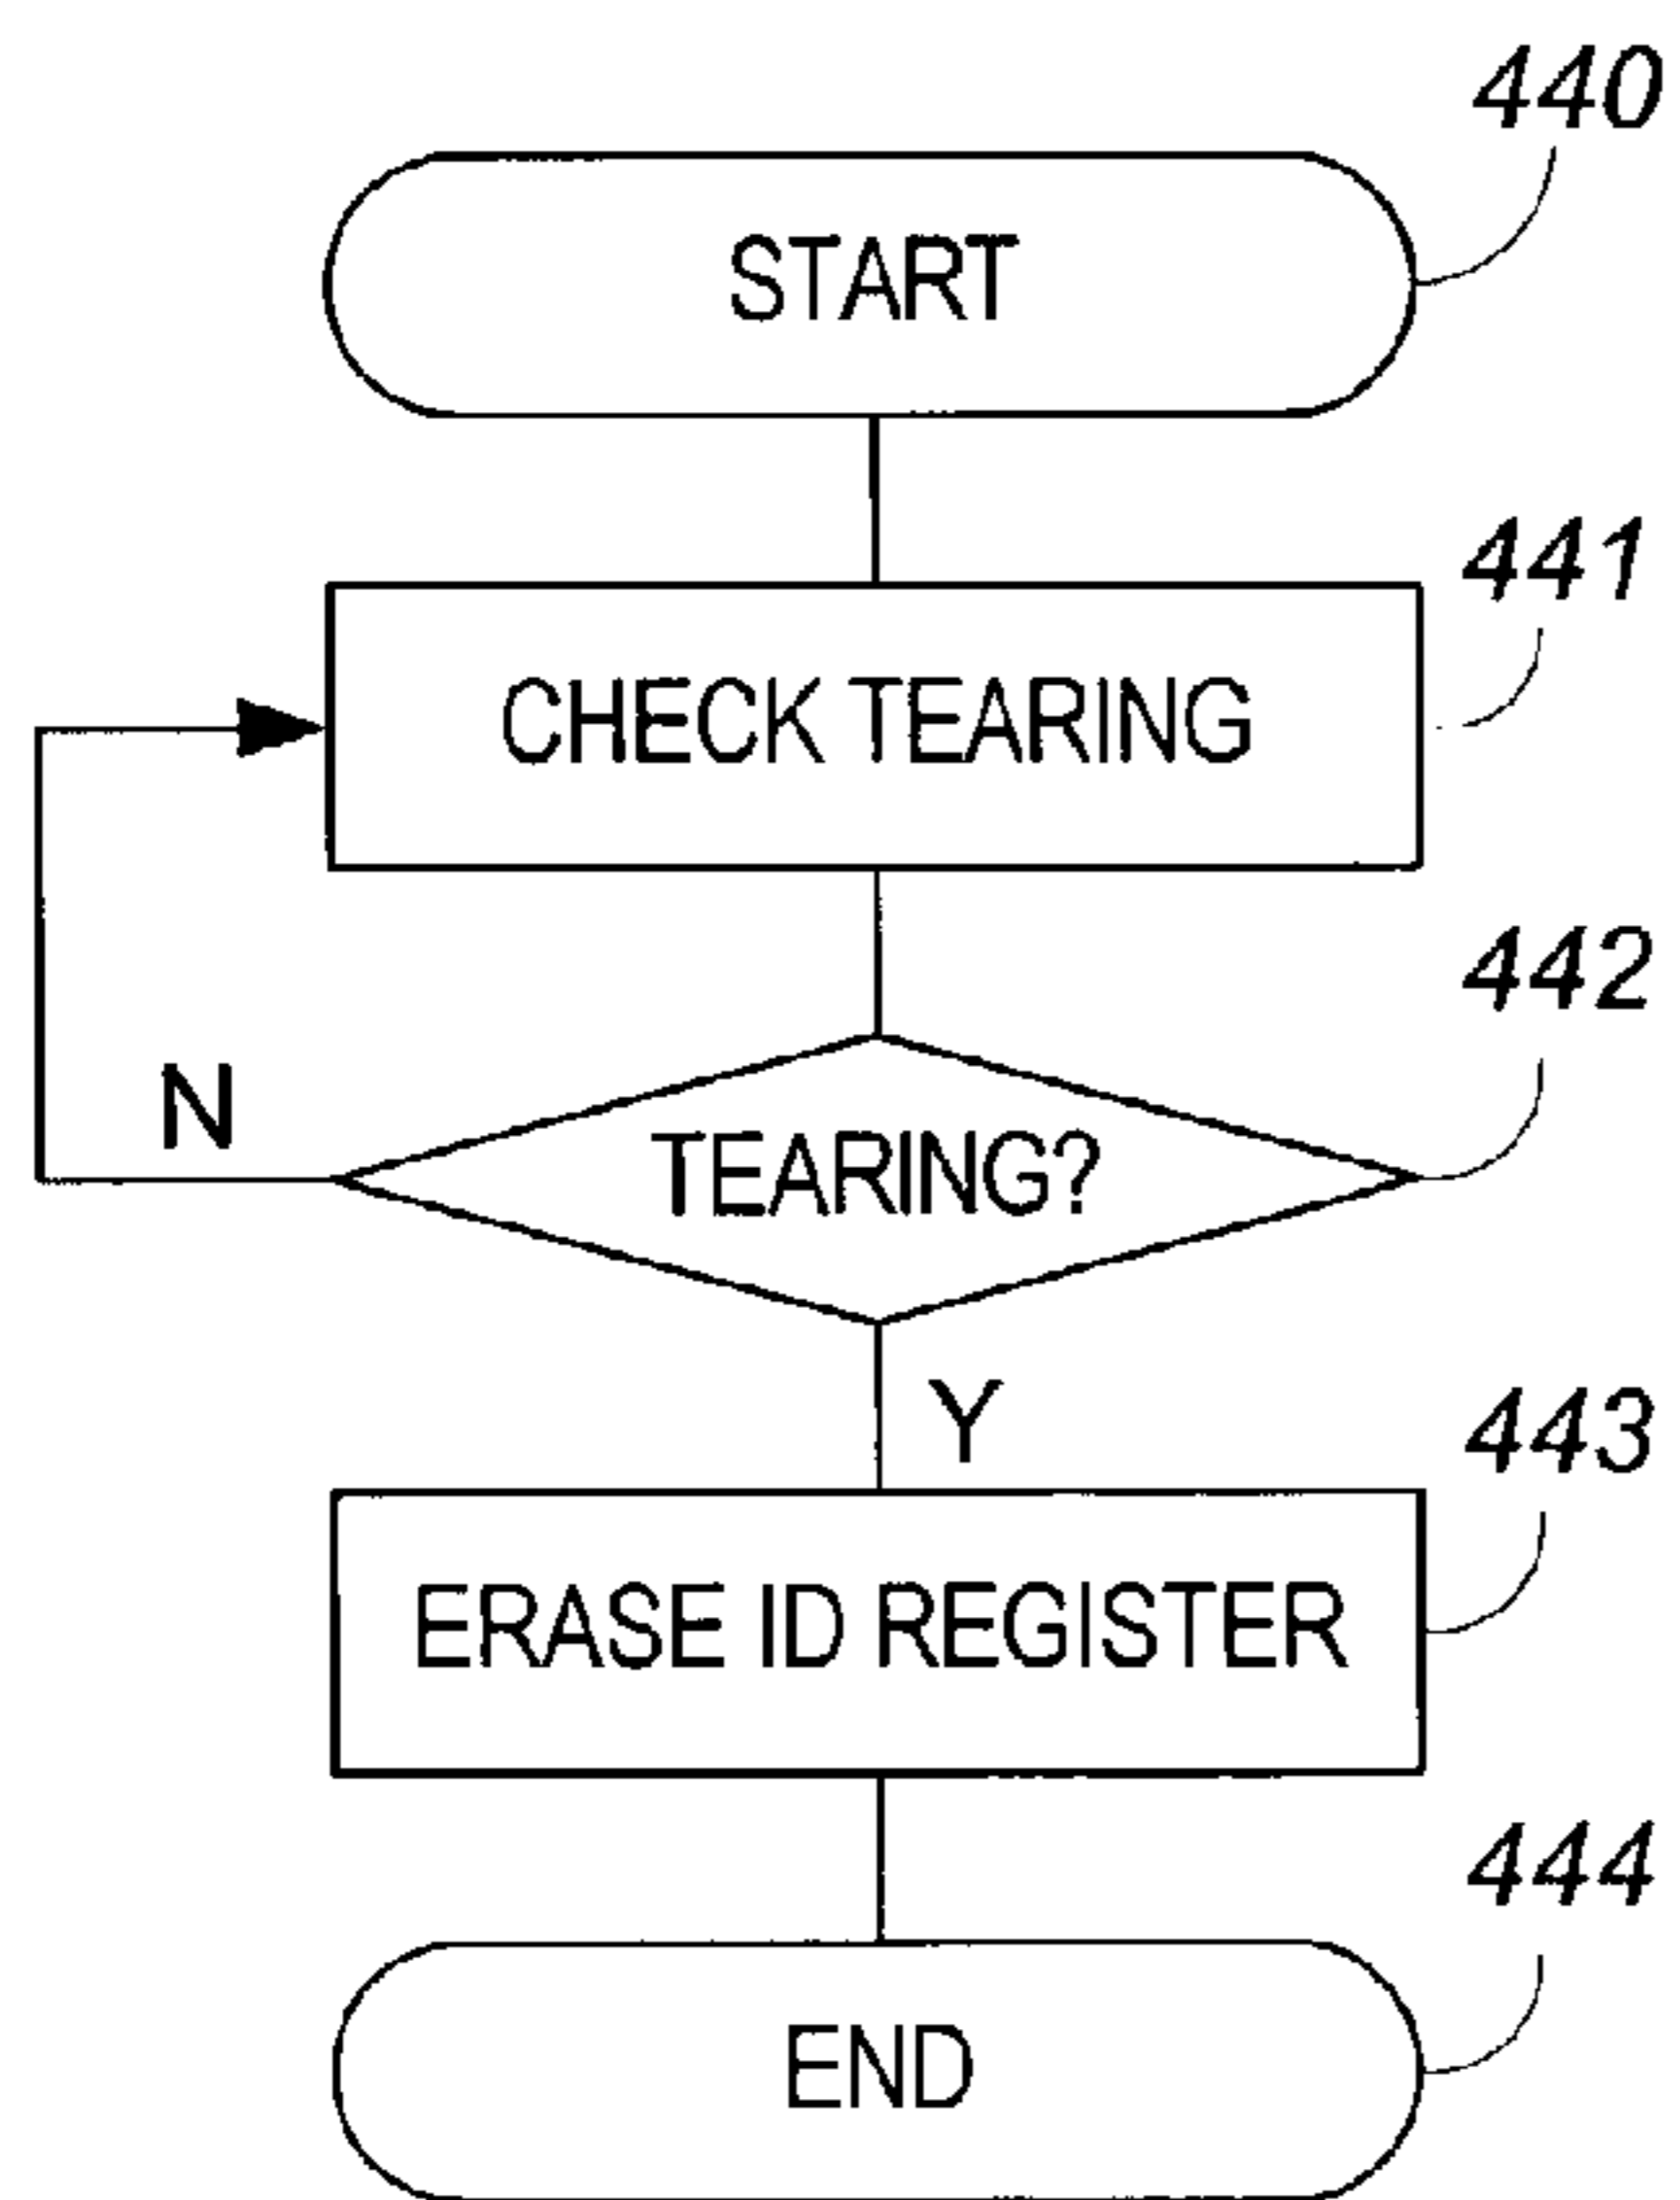 440
START
441
CHECK TEARING
442
N
TEARING?
Y
443
ERASE ID REGISTER
444
END